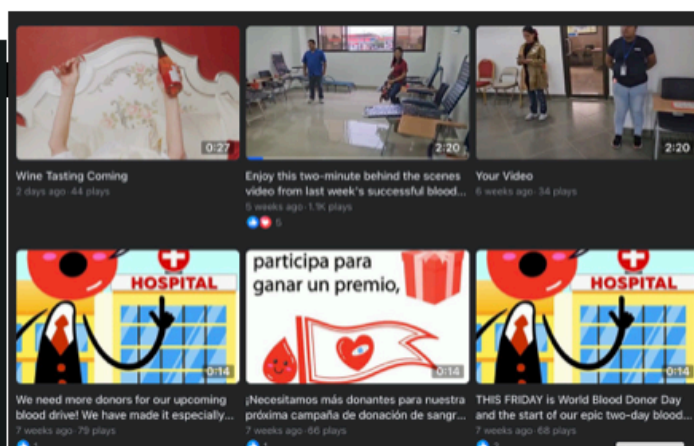 0:27
2:20
2:20
Wine Tasting Coming
2 days ago · 44 plays
Enjoy this two-minute behind the scenes
video from last week's successful blood...
5 weeks ago · 1.1K plays
5
Your Video
6 weeks ago · 34 plays
HOSPITAL
0:14
participa para
ganar un premio,
0:14
HOSPITAL
0:14
We need more donors for our upcoming
blood drive! We have made it especially...
7 weeks ago · 79 plays
¡Necesitamos más donantes para nuestra
próxima campaña de donación de sangr...
7 weeks ago · 66 plays
THIS FRIDAY is World Blood Donor Day
and the start of our epic two-day blood...
7 weeks ago · 68 plays